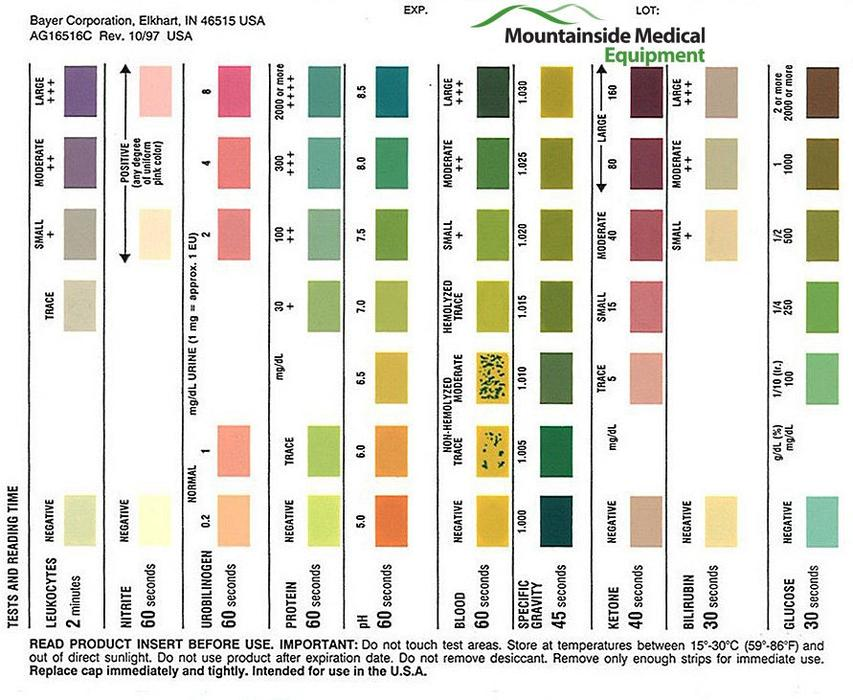 EXP.
LOT:
Bayer Corporation, Elkhart, IN 46515 USA
AG16516C Rev. 10/97 USA
Mountainside Medical
Equipment
TESTS AND READING TIME
LEUKOCYTES
2 minutes
NEGATIVE
TRACE
SMALL
+
MODERATE
++
LARGE
+++
NITRITE
60 seconds
NEGATIVE
POSITIVE
(any degree
of uniform
pink color)
UROBILINOGEN
60 seconds
NORMAL
0.2
1
mg/dL URINE (1 mg = approx. 1 EU)
2
4
8
PROTEIN
60 seconds
NEGATIVE
TRACE
mg/dL
30
+
100
++
300
+++
2000 or more
++++
pH
60 seconds
5.0
6.0
6.5
7.0
7.5
8.0
8.5
BLOOD
60 seconds
NEGATIVE
NON-HEMOLYZED
TRACE
MODERATE
HEMOLYZED
TRACE
SMALL
+
MODERATE
++
LARGE
+++
SPECIFIC
GRAVITY
45 seconds
1.000
1.005
1.010
1.015
1.020
1.025
1.030
KETONE
40 seconds
NEGATIVE
mg/dL
TRACE
5
SMALL
15
MODERATE
40
LARGE
80
160
BILIRUBIN
30 seconds
NEGATIVE
SMALL
+
MODERATE
++
LARGE
+++
GLUCOSE
30 seconds
NEGATIVE
g/dL (%)
mg/dL
1/10 (tr.)
100
1/4
250
1/2
500
1
1000
2 or more
2000 or more
READ PRODUCT INSERT BEFORE USE. IMPORTANT: Do not touch test areas. Store at temperatures between 15°-30°C (59°-86°F) and
out of direct sunlight. Do not use product after expiration date. Do not remove desiccant. Remove only enough strips for immediate use.
Replace cap immediately and tightly. Intended for use in the U.S.A.